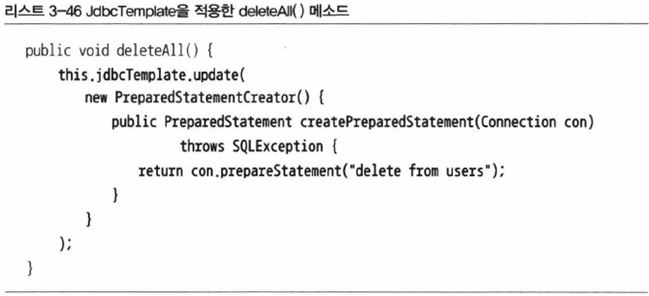 리스트 3-46 JdbcTemplate을 적용한 deleteAll() 메소드
public void deleteAll() {
this.jdbcTemplate.update(
new PreparedStatementCreator() {
public PreparedStatement createPreparedStatement(Connection con)
throws SQLException {
return con.prepareStatement("delete from users");
}
}
);
}